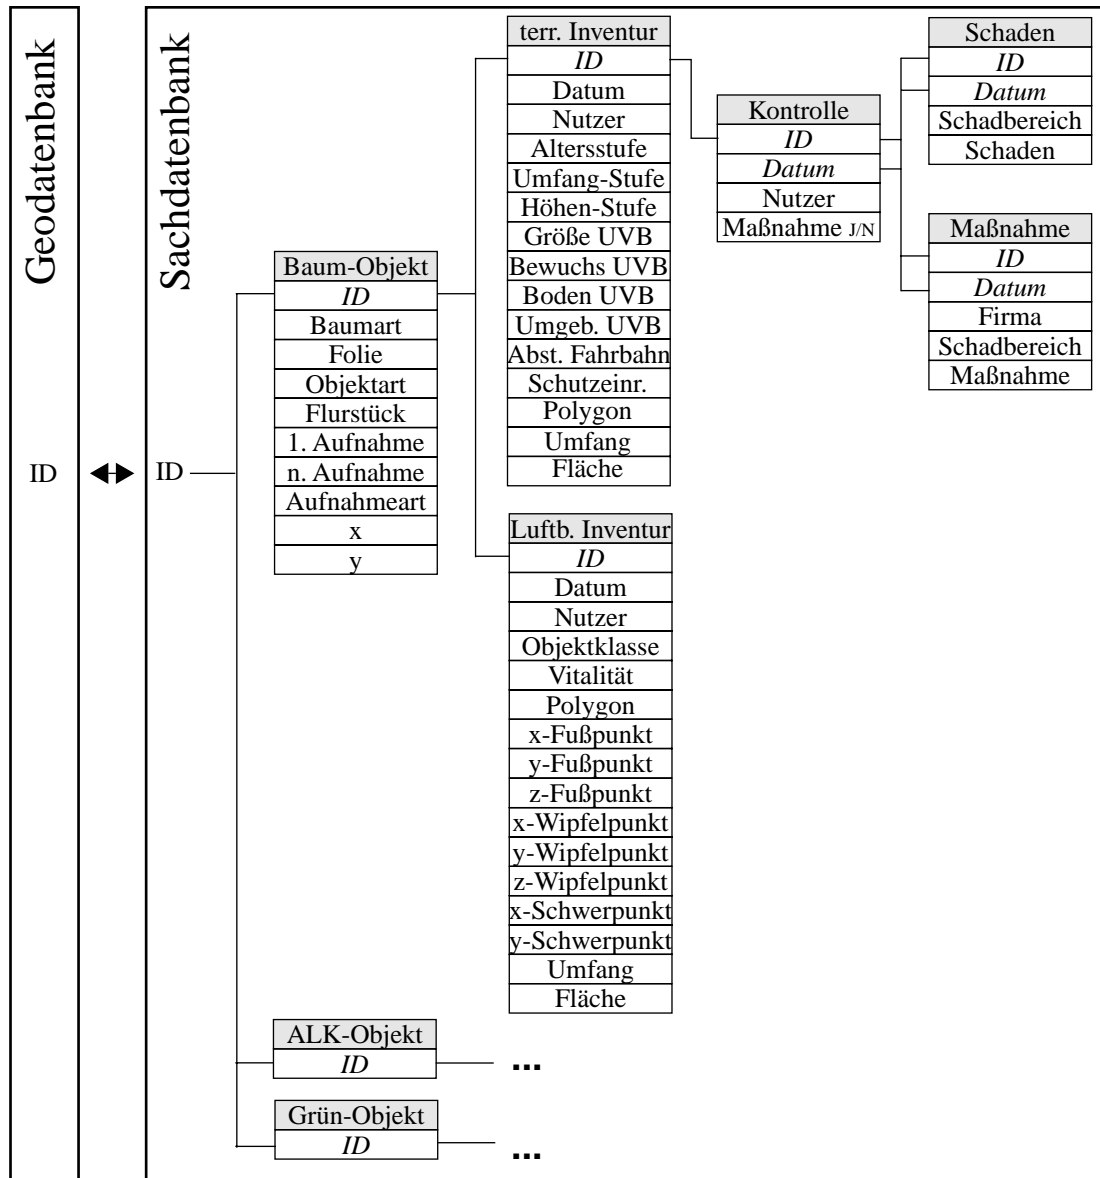 Geodatenbank
ID
Sachdatenbank
ID
Baum-Objekt
ID
Baumart
Folie
Objektart
Flurstück
1. Aufnahme
n. Aufnahme
Aufnahmeart
x
y
ALK-Objekt
ID
...
Grün-Objekt
ID
...
terr. Inventur
ID
Datum
Nutzer
Altersstufe
Umfang-Stufe
Höhen-Stufe
Größe UVB
Bewuchs UVB
Boden UVB
Umgeb. UVB
Abst. Fahrbahn
Schutzeinr.
Polygon
Umfang
Fläche
Luftb. Inventur
ID
Datum
Nutzer
Objektklasse
Vitalität
Polygon
x-Fußpunkt
y-Fußpunkt
z-Fußpunkt
x-Wipfelpunkt
y-Wipfelpunkt
z-Wipfelpunkt
x-Schwerpunkt
y-Schwerpunkt
Umfang
Fläche
Kontrolle
ID
Datum
Nutzer
Maßnahme J/N
Schaden
ID
Datum
Schadbereich
Schaden
Maßnahme
ID
Datum
Firma
Schadbereich
Maßnahme